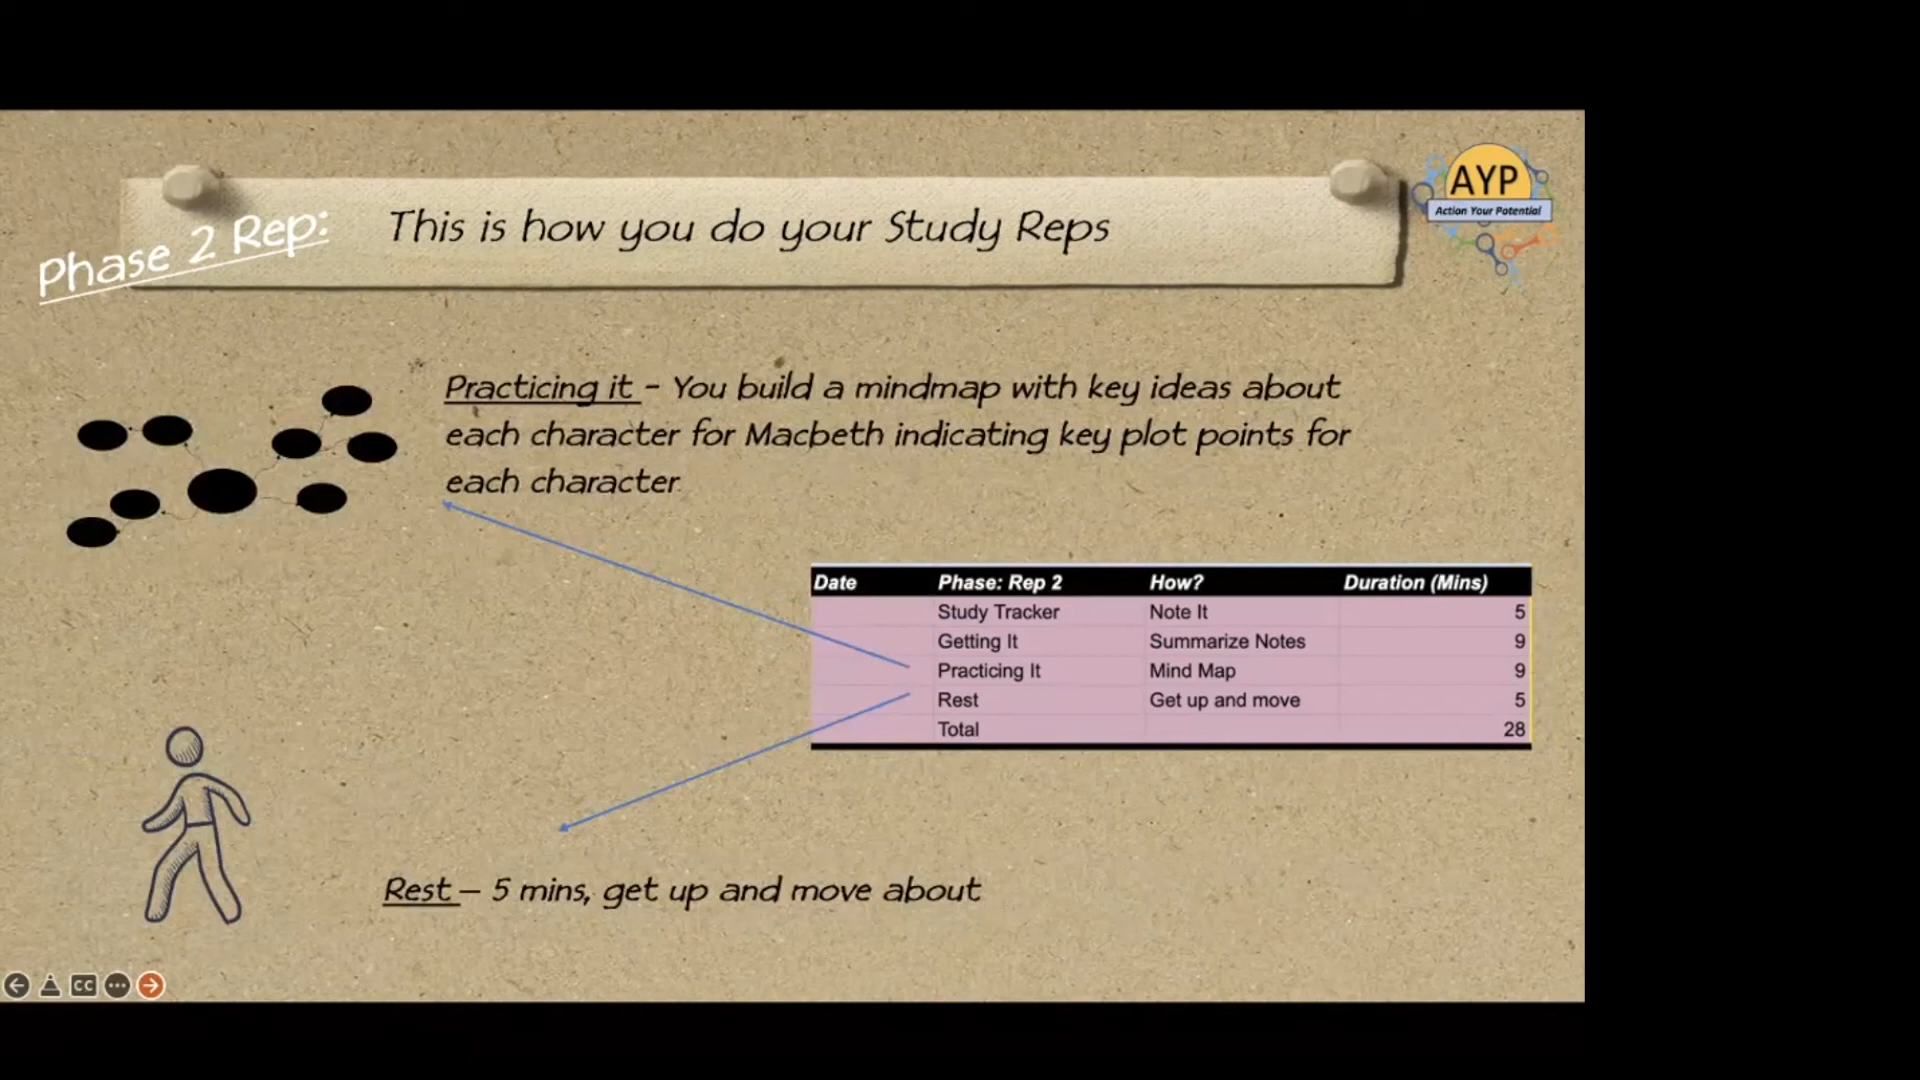 Phase 2 Rep:
This is how you do your Study Reps
AYP
Action Your Potential
Practicing it - You build a mindmap with key ideas about
each character for Macbeth indicating key plot points for
each character
Date Phase: Rep 2 How? Duration (Mins)
Study Tracker Note It 5
Getting It Summarize Notes 9
Practicing It Mind Map 9
Rest Get up and move 5
Total 28
Rest – 5 mins, get up and move about
CC